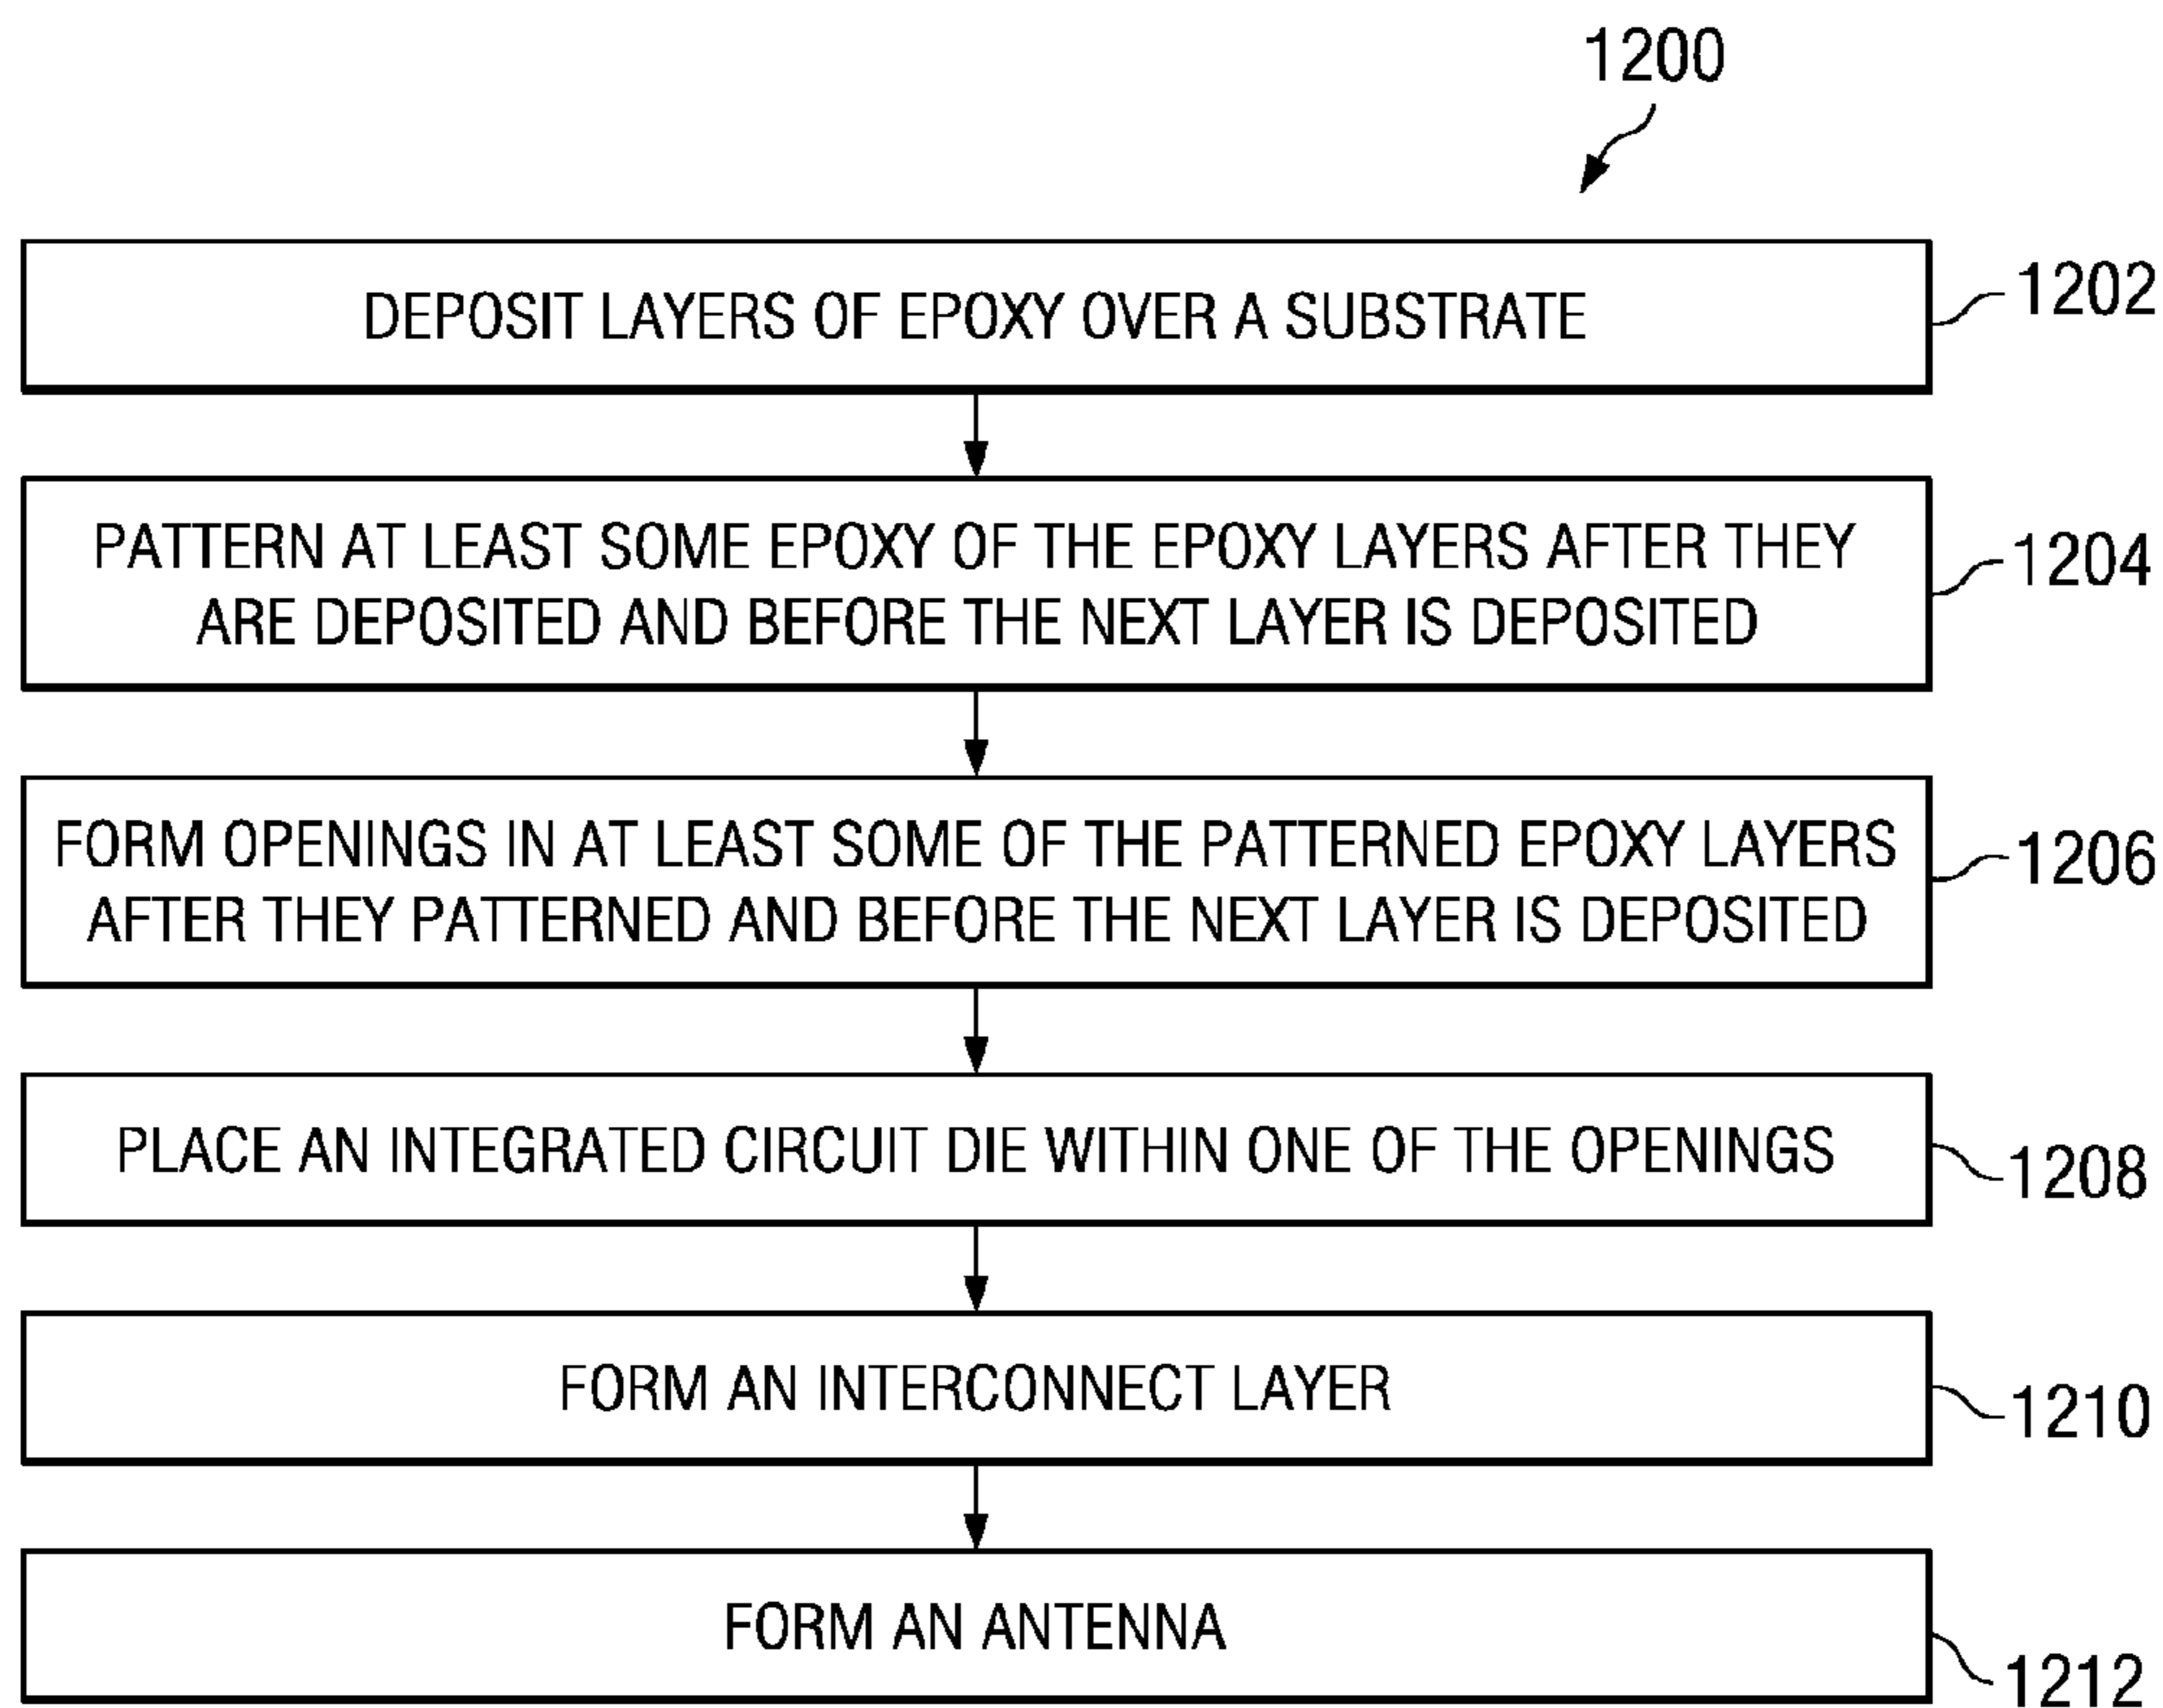 1200
DEPOSIT LAYERS OF EPOXY OVER A SUBSTRATE
1202
PATTERN AT LEAST SOME EPOXY OF THE EPOXY LAYERS AFTER THEY
ARE DEPOSITED AND BEFORE THE NEXT LAYER IS DEPOSITED
1204
FORM OPENINGS IN AT LEAST SOME OF THE PATTERNED EPOXY LAYERS
AFTER THEY PATTERNED AND BEFORE THE NEXT LAYER IS DEPOSITED
1206
PLACE AN INTEGRATED CIRCUIT DIE WITHIN ONE OF THE OPENINGS
1208
FORM AN INTERCONNECT LAYER
1210
FORM AN ANTENNA
1212